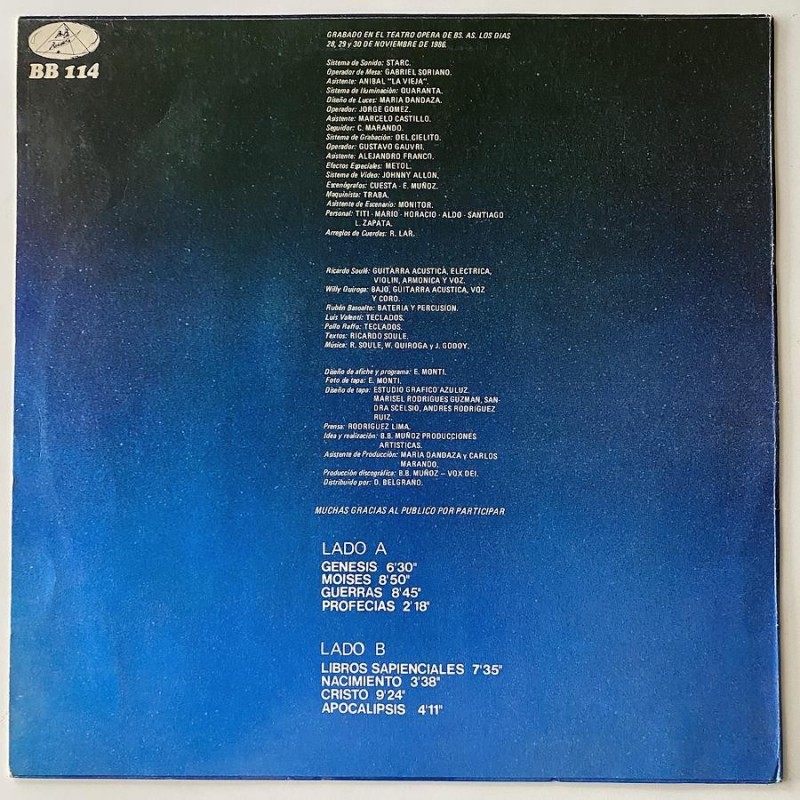 BB
Records
BB 114
GRABADO EN EL TEATRO OPERA DE BS. AS. LOS DIAS
28, 29 y 30 DE NOVIEMBRE DE 1986.
Sistema de Sonido: STARC.
Operador de Mesa: GABRIEL SORIANO.
Asistente: ANIBAL "LA VIEJA".
Sistema de Iluminación: QUARANTA.
Diseño de Luces: MARIA DANDAZA.
Operador: JORGE GOMEZ.
Asistente: MARCELO CASTILLO.
Seguidor: C. MARANDO.
Sistema de Grabación: DEL CIELITO.
Operador: GUSTAVO GAUVRI.
Asistente: ALEJANDRO FRANCO.
Efectos Especiales: METOL.
Sistema de Video: JOHNNY ALLON.
Escenógrafos: CUESTA - E. MUÑOZ.
Maquinista: TRABA.
Asistente de Escenario: MONITOR.
Personal: TITI - MARIO - HORACIO - ALDO - SANTIAGO
L. ZAPATA.
Arreglos de Cuerdas: R. LAR.
Ricardo Soulé: GUITARRA ACUSTICA, ELECTRICA,
VIOLIN, ARMONICA Y VOZ.
Willy Quiroga: BAJO, GUITARRA ACUSTICA, VOZ
Y CORO.
Rubén Basoalto: BATERIA Y PERCUSION.
Luis Valenti: TECLADOS.
Pollo Raffo: TECLADOS.
Textos: RICARDO SOULE.
Música: R. SOULE, W. QUIROGA y J. GODOY.
Diseño de afiche y programa: E. MONTI.
Foto de tapa: E. MONTI.
Diseño de tapa: ESTUDIO GRAFICO AZULUZ.
MARISEL RODRIGUES GUZMAN, SAN-
DRA SCELSIO, ANDRES RODRIGUEZ
RUIZ.
Prensa: RODRIGUEZ LIMA.
Idea y realización: B.B. MUÑOZ PRODUCCIONES
ARTISTICAS.
Asistente de Producción: MARIA DANDAZA y CARLOS
MARANDO.
Producción discográfica: B.B. MUÑOZ – VOX DEI.
Distribuido por: D. BELGRANO.
MUCHAS GRACIAS AL PUBLICO POR PARTICIPAR
LADO A
GENESIS 6'30"
MOISES 8'50"
GUERRAS 8'45"
PROFECIAS 2'18"
LADO B
LIBROS SAPIENCIALES 7'35"
NACIMIENTO 3'38"
CRISTO 9'24"
APOCALIPSIS 4'11"